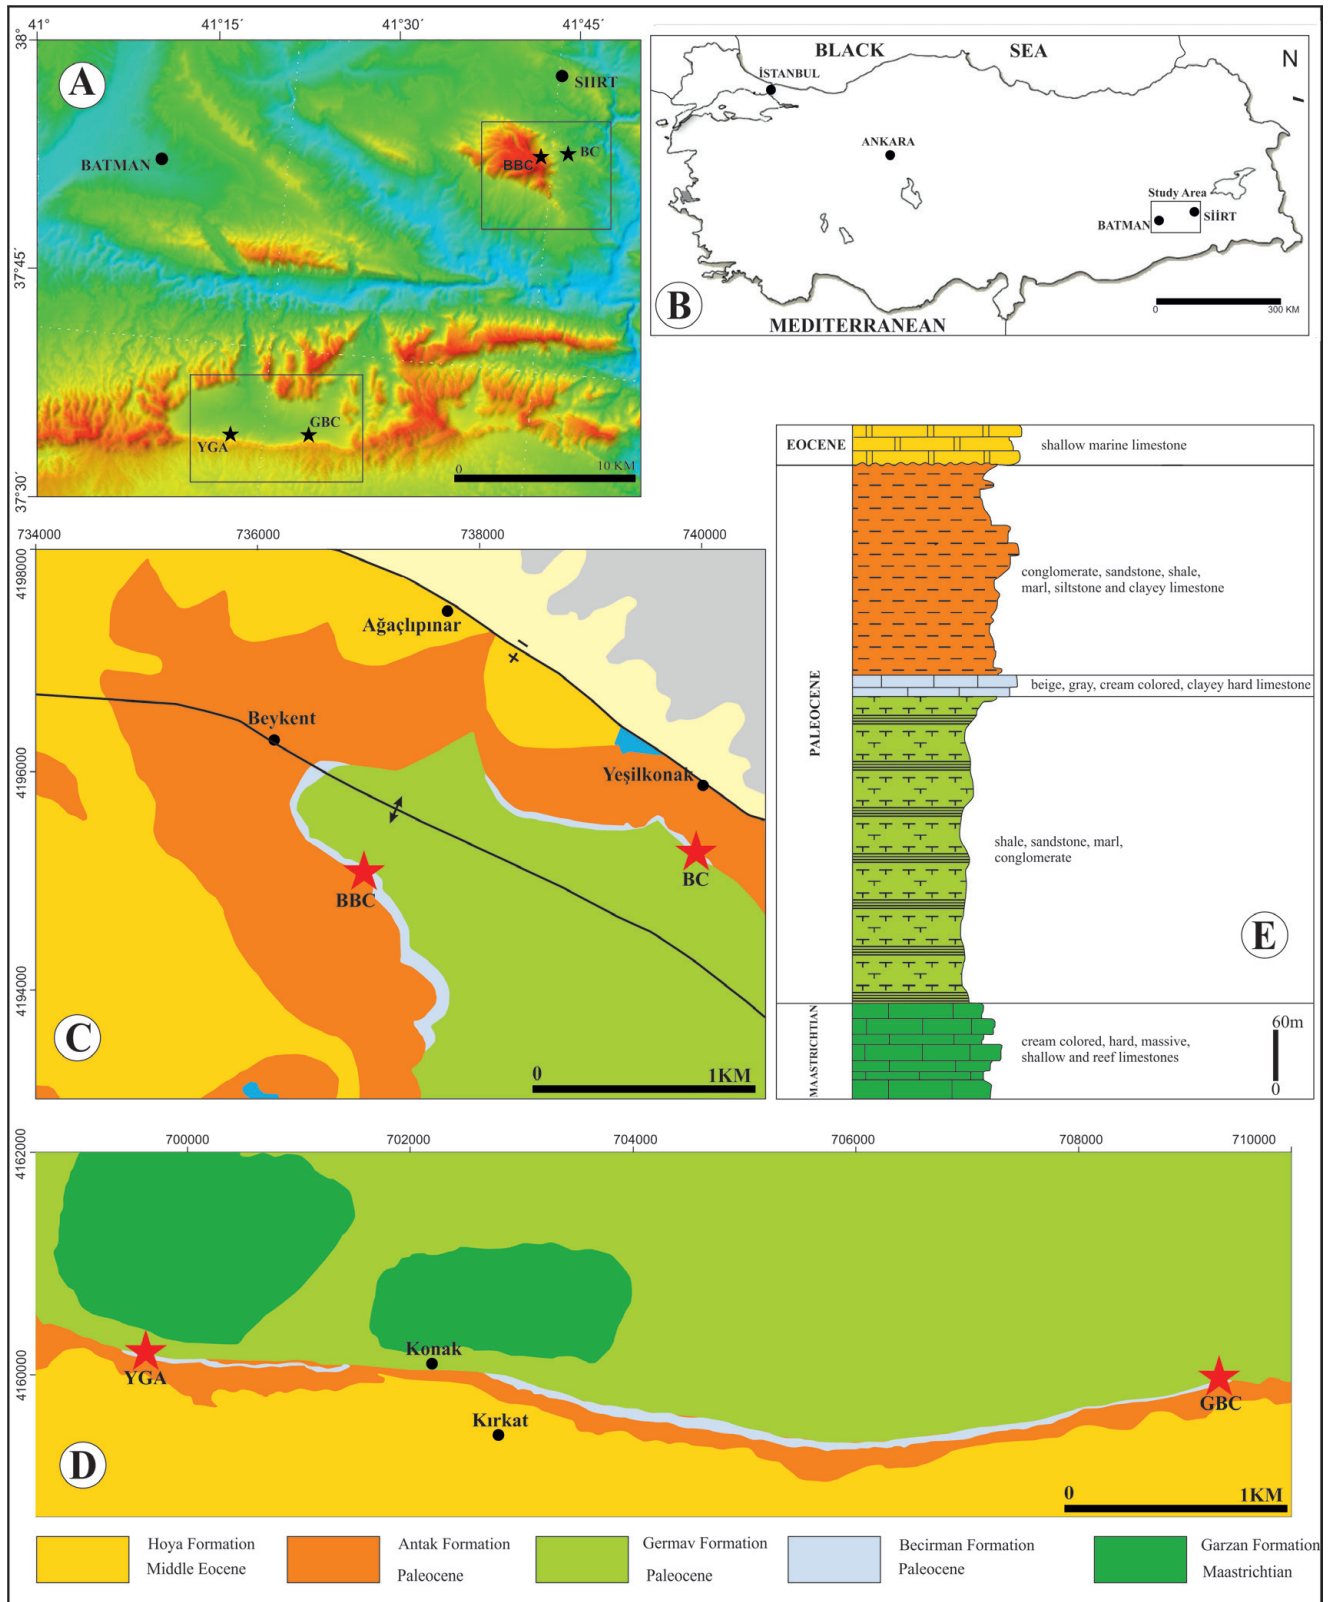 41°
41°15´
41°30´
41°45´
38°
37°45´
37°30´
A
SIIRT
BATMAN
BBC
BC
YGA
GBC
0
10 KM
BLACK SEA
N
İSTANBUL
ANKARA
Study Area
BATMAN
SİİRT
B
MEDITERRANEAN
0
300 KM
734000
736000
738000
740000
4198000
4196000
4194000
Ağaçlıpınar
Beykent
Yeşilkonak
BBC
BC
C
0
1KM
EOCENE
PALEOCENE
MAASTRICHTIAN
shallow marine limestone
conglomerate, sandstone, shale,
marl, siltstone and clayey limestone
beige, gray, cream colored, clayey hard limestone
shale, sandstone, marl,
conglomerate
E
cream colored, hard, massive,
shallow and reef limestones
60m
0
700000
702000
704000
706000
708000
710000
4162000
4160000
YGA
Konak
Kırkat
GBC
D
0
1KM
Hoya Formation
Middle Eocene
Antak Formation
Paleocene
Germav Formation
Paleocene
Becirman Formation
Paleocene
Garzan Formation
Maastrichtian